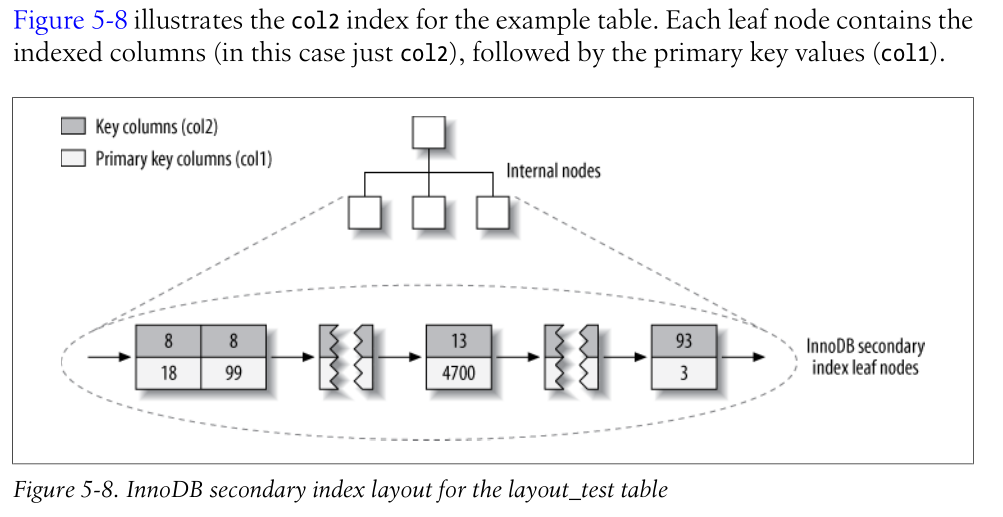 Figure 5-8 illustrates the col2 index for the example table. Each leaf node contains the
indexed columns (in this case just col2), followed by the primary key values (col1).
Key columns (col2)
Primary key columns (col1)
Internal nodes
8 8 13 93
18 99 4700 3
InnoDB secondary
index leaf nodes
Figure 5-8. InnoDB secondary index layout for the layout_test table